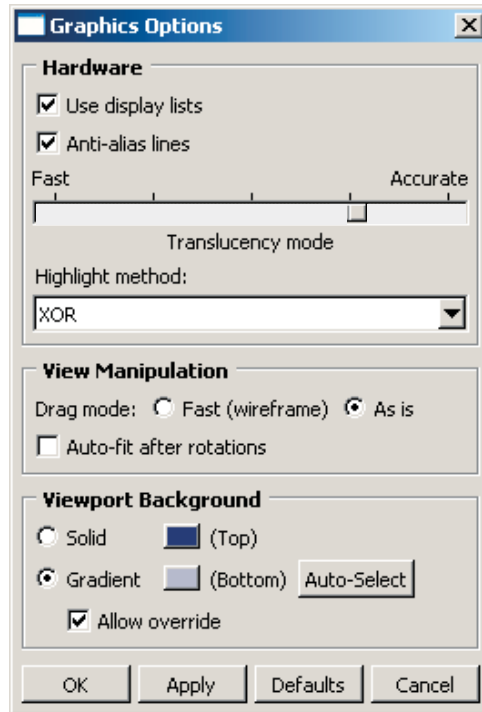 Graphics Options
Hardware
Use display lists
Anti-alias lines
Fast Accurate
Translucency mode
Highlight method:
XOR
View Manipulation
Drag mode: Fast (wireframe) As is
Auto-fit after rotations
Viewport Background
Solid (Top)
Gradient (Bottom) Auto-Select
Allow override
OK Apply Defaults Cancel